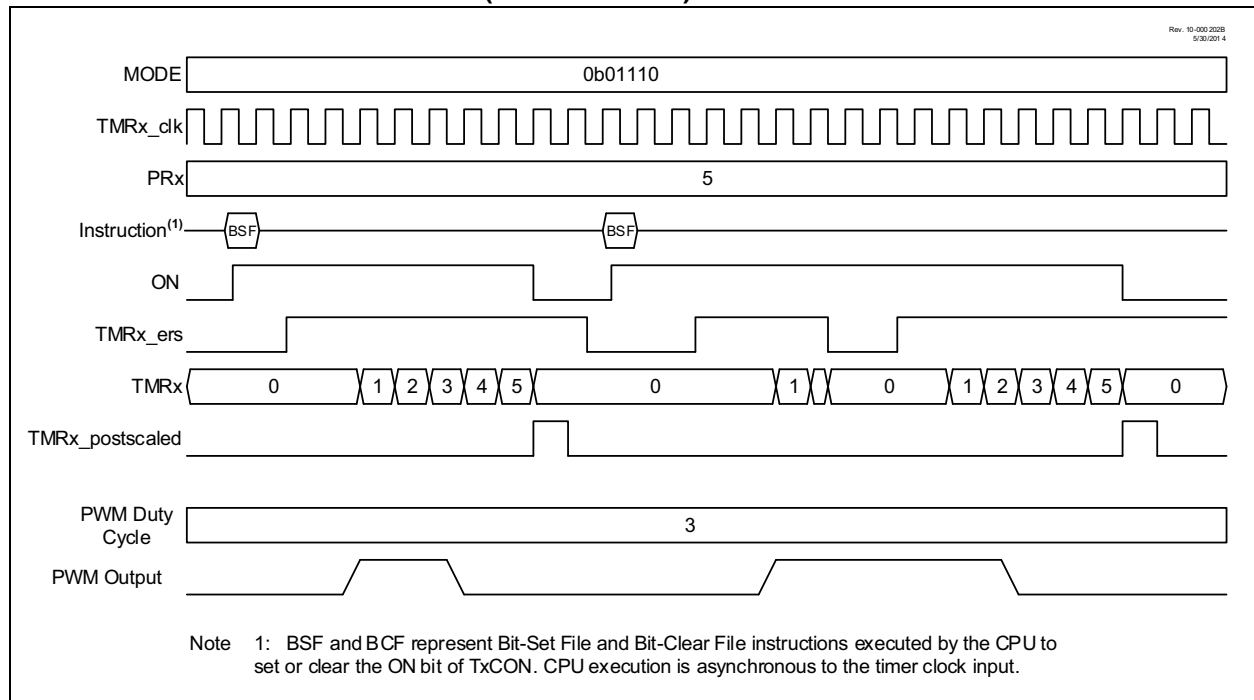 Rev. 10-000 202B
5/30/201 4
MODE
0b01110
TMRx_clk
PRx
5
Instruction(1)
BSF
BSF
ON
TMRx_ers
TMRx
0
1
2
3
4
5
0
1
0
1
2
3
4
5
0
TMRx_postscaled
PWM Duty
Cycle
3
PWM Output
Note 1: BSF and BCF represent Bit-Set File and Bit-Clear File instructions executed by the CPU to
set or clear the ON bit of TxCON. CPU execution is asynchronous to the timer clock input.